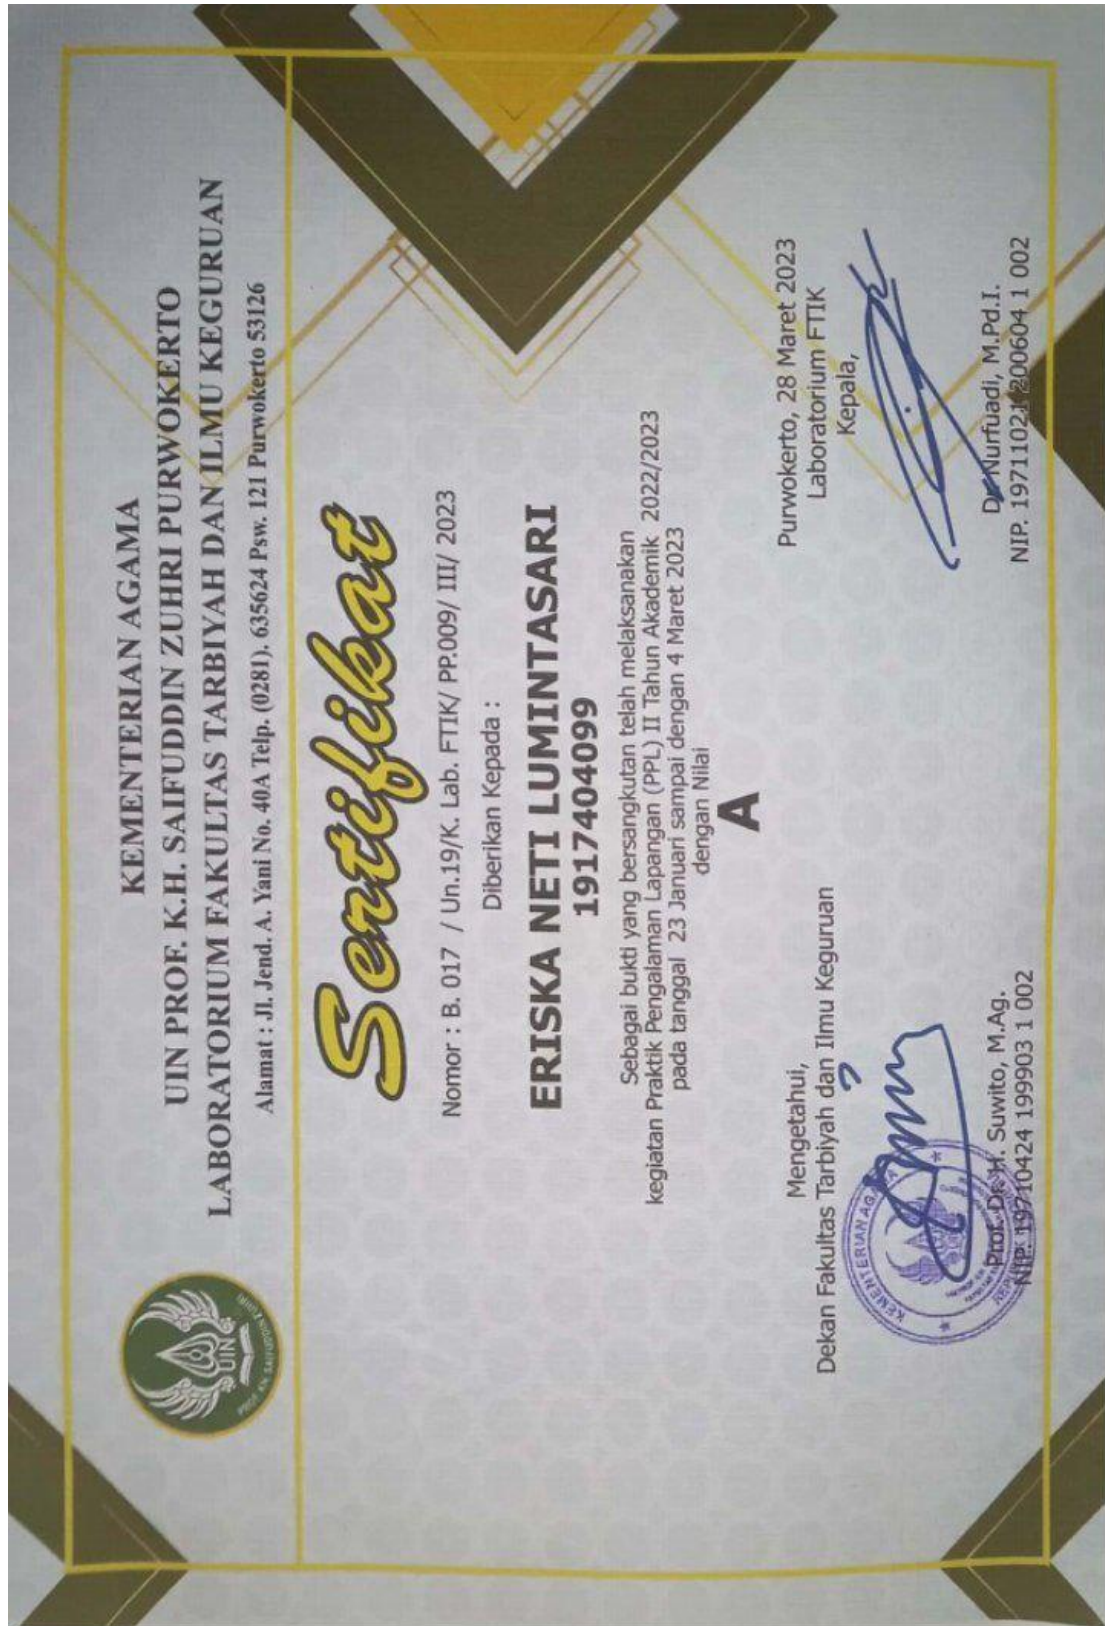 KEMENTERIAN AGAMA
UIN PROF. K.H. SAIFUDDIN ZUHRI PURWOKERTO
LABORATORIUM FAKULTAS TARBIYAH DAN ILMU KEGURUAN
Alamat : Jl. Jend. A. Yani No. 40A Telp. (0281). 635624 Psw. 121 Purwokerto 53126
UIN
PROF. KH. SAIFUDDIN ZUHRI
Sertifikat
Nomor : B. 017 / Un.19/K. Lab. FTIK/ PP.009/ III/ 2023
Diberikan Kepada :
ERISKA NETI LUMINTASARI
1917404099
Sebagai bukti yang bersangkutan telah melaksanakan
kegiatan Praktik Pengalaman Lapangan (PPL) II Tahun Akademik 2022/2023
pada tanggal 23 Januari sampai dengan 4 Maret 2023
dengan Nilai
A
Mengetahui,
Dekan Fakultas Tarbiyah dan Ilmu Keguruan
KEMENTERIAN AGAMA
Prof. Dr. H. Suwito, M.Ag.
NIP. 19710424 199903 1 002
Purwokerto, 28 Maret 2023
Laboratorium FTIK
Kepala,
Dr. Nurfuadi, M.Pd.I.
NIP. 19711021 200604 1 002